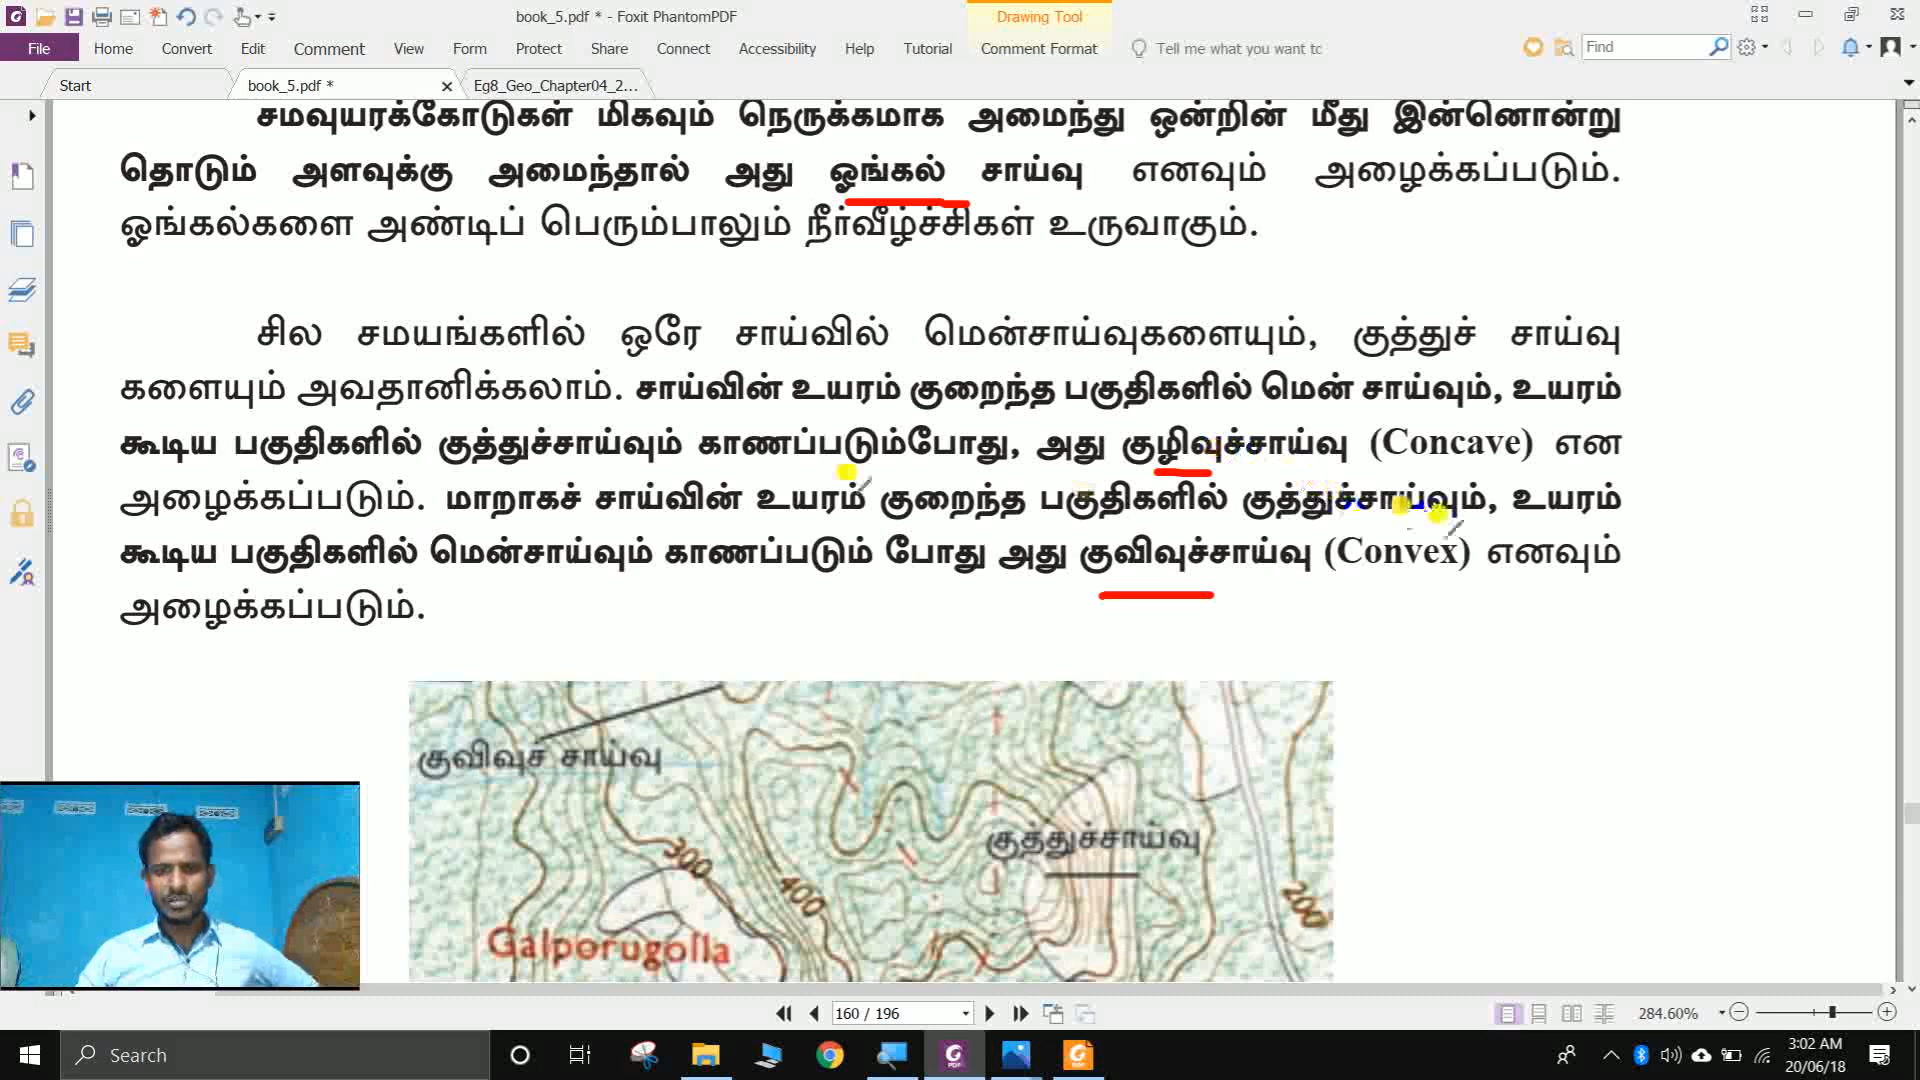 book_5.pdf * - Foxit PhantomPDF
Drawing Tool
File Home Convert Edit Comment View Form Protect Share Connect Accessibility Help Tutorial Comment Format Tell me what you want to Find
Start book_5.pdf * Eg8_Geo_Chapter04_2...
சமவுயரக்கோடுகள் மிகவும் நெருக்கமாக அமைந்து ஒன்றின் மீது இன்னொன்று
தொடும் அளவுக்கு அமைந்தால் அது ஓங்கல் சாய்வு எனவும் அழைக்கப்படும்.
ஓங்கல்களை அண்டிப் பெரும்பாலும் நீர்வீழ்ச்சிகள் உருவாகும்.
சில சமயங்களில் ஒரே சாய்வில் மென்சாய்வுகளையும், குத்துச் சாய்வு
களையும் அவதானிக்கலாம். சாய்வின் உயரம் குறைந்த பகுதிகளில் மென் சாய்வும், உயரம்
கூடிய பகுதிகளில் குத்துச்சாய்வும் காணப்படும்போது, அது குழிவுச்சாய்வு (Concave) என
அழைக்கப்படும். மாறாகச் சாய்வின் உயரம் குறைந்த பகுதிகளில் குத்துச்சாய்வும், உயரம்
கூடிய பகுதிகளில் மென்சாய்வும் காணப்படும் போது அது குவிவுச்சாய்வு (Convex) எனவும்
அழைக்கப்படும்.
குவிவுச் சாய்வு
குத்துச்சாய்வு
300
400
200
Galporugolla
160 / 196
284.60%
Search
3:02 AM
20/06/18